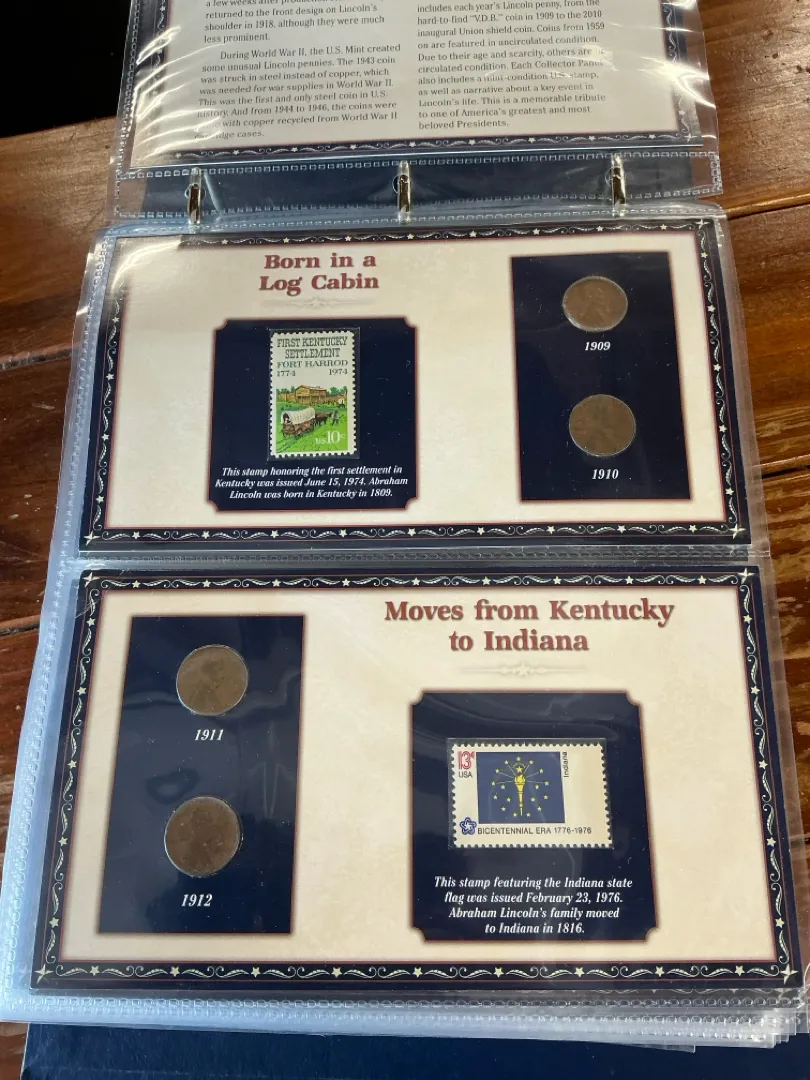 a few weeks after production
returned to the front design on Lincoln's
shoulder in 1918, although they were much
less prominent.
During World War II, the U.S. Mint created
some unusual Lincoln pennies. The 1943 coin
was struck in steel instead of copper, which
was needed for war supplies in World War II.
This was the first and only steel coin in U.S.
history. And from 1944 to 1946, the coins were
with copper recycled from World War II
cases.
includes each year's Lincoln penny, from the
hard-to-find "V.D.B." coin in 1909 to the 2010
inaugural Union shield coin. Coins from 1959
on are featured in uncirculated condition.
Due to their age and scarcity, others are in
circulated condition. Each Collector Panel
also includes a mint-condition U.S. stamp,
as well as narrative about a key event in
Lincoln's life. This is a memorable tribute
to one of America's greatest and most
beloved Presidents.
Born in a
Log Cabin
FIRST KENTUCKY
SETTLEMENT
FORT HARROD
1774 1974
US 10c
This stamp honoring the first settlement in
Kentucky was issued June 15, 1974. Abraham
Lincoln was born in Kentucky in 1809.
1909
1910
Moves from Kentucky
to Indiana
1911
1912
13c
USA
Indiana
BICENTENNIAL ERA 1776-1976
This stamp featuring the Indiana state
flag was issued February 23, 1976.
Abraham Lincoln's family moved
to Indiana in 1816.